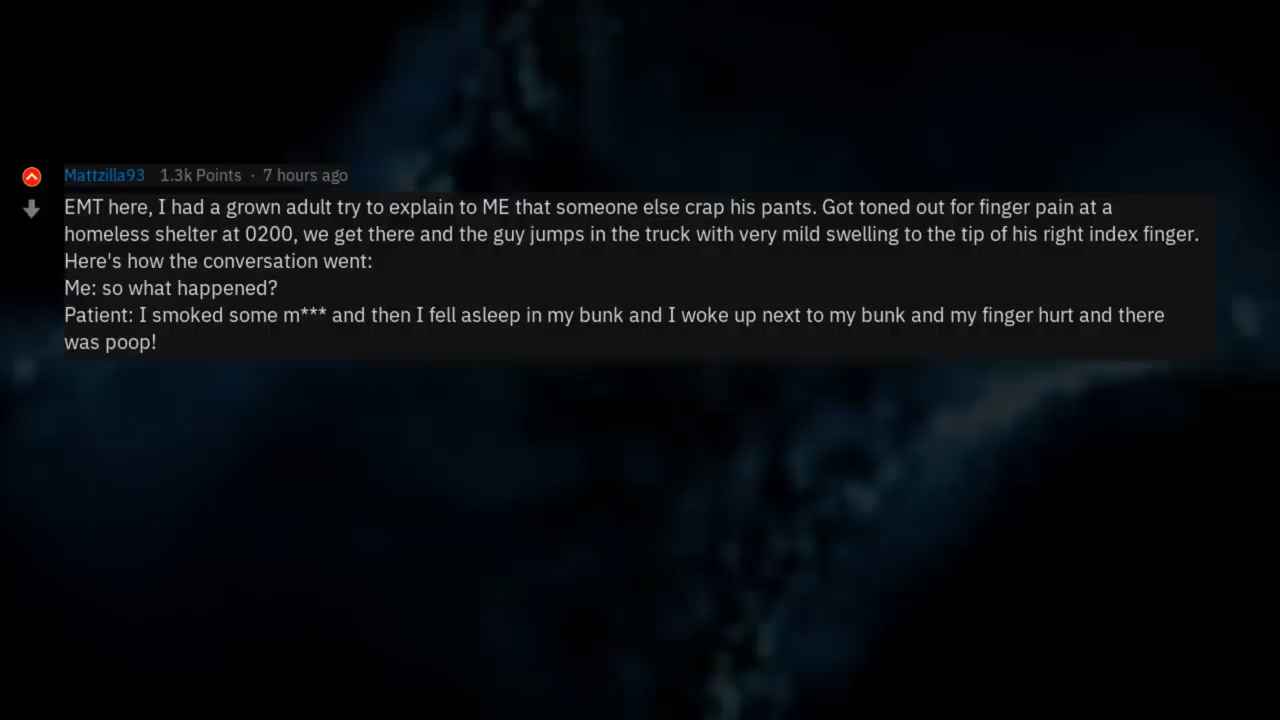 Mattzilla93 1.3k Points · 7 hours ago
EMT here, I had a grown adult try to explain to ME that someone else crap his pants. Got toned out for finger pain at a
homeless shelter at 0200, we get there and the guy jumps in the truck with very mild swelling to the tip of his right index finger.
Here's how the conversation went:
Me: so what happened?
Patient: I smoked some m*** and then I fell asleep in my bunk and I woke up next to my bunk and my finger hurt and there
was poop!